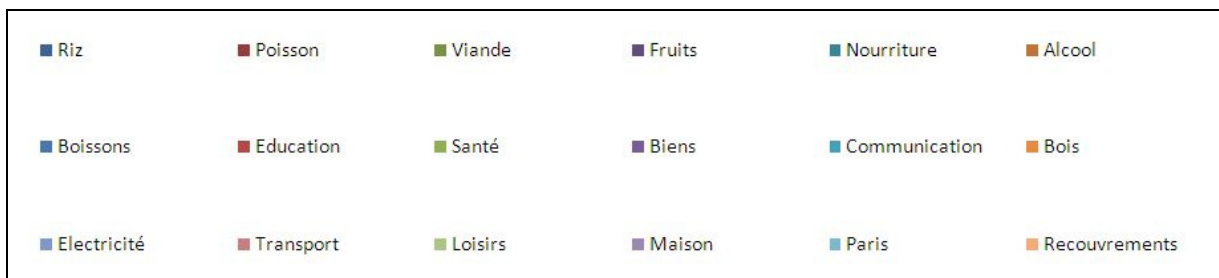 Riz Poisson Viande Fruits Nourriture Alcool
Boissons Education Santé Biens Communication Bois
Electricité Transport Loisirs Maison Paris Recouvrements